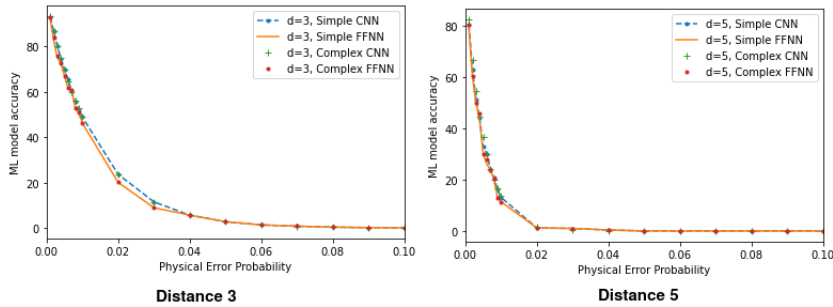 d=3, Simple CNN
d=3, Simple FFNN
d=3, Complex CNN
d=3, Complex FFNN
ML model accuracy
80
60
40
20
0
0.00 0.02 0.04 0.06 0.08 0.10
Physical Error Probability
Distance 3
d=5, Simple CNN
d=5, Simple FFNN
d=5, Complex CNN
d=5, Complex FFNN
ML model accuracy
80
60
40
20
0
0.00 0.02 0.04 0.06 0.08 0.10
Physical Error Probability
Distance 5